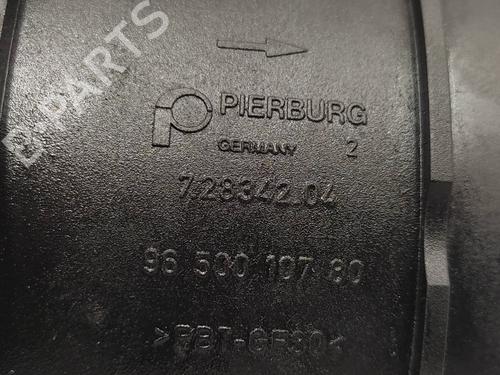 PIERBURG
GERMANY 2
7.28342.04
96 500 107 80
>PBT-GF30<
B-PARTS